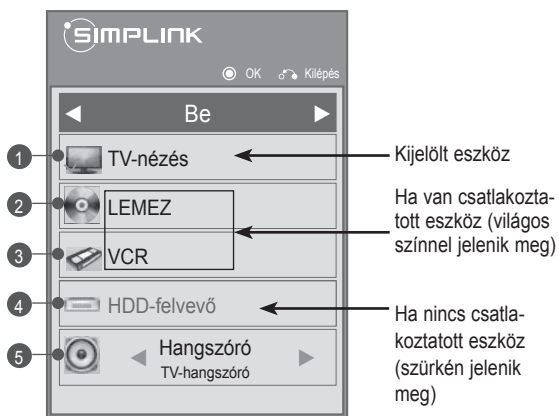 SIMPLINK
OK Kilépés
Be
1 TV-nézés
Kijelölt eszköz
2 LEMEZ
3 VCR
Ha van csatlakozta-
tott eszköz (világos
színnel jelenik meg)
4 HDD-felvevő
Ha nincs csatla-
koztatott eszköz
(szürkén jelenik
meg)
5 Hangszóró
TV-hangszóró